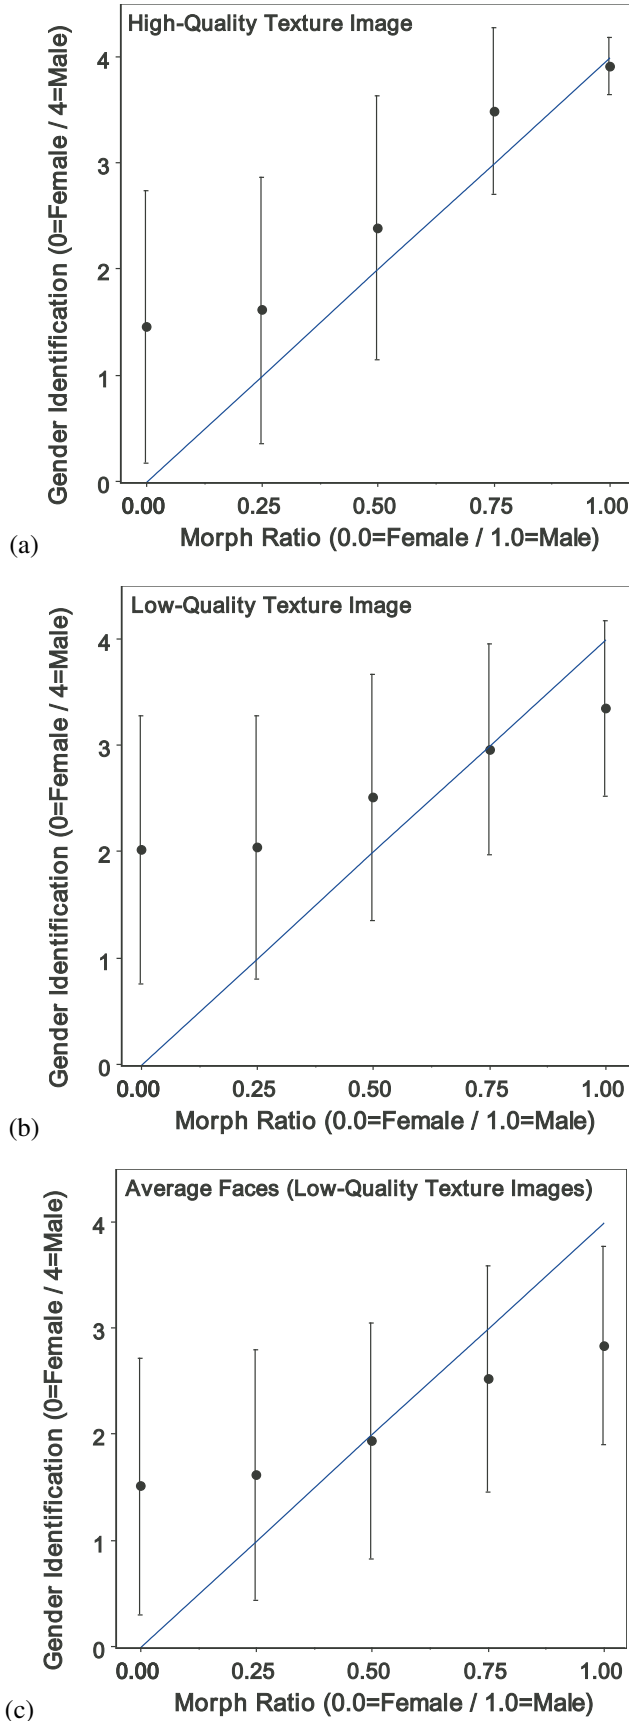 High-Quality Texture Image
Gender Identification (0=Female / 4=Male)
4
3
2
1
0
0.00 0.25 0.50 0.75 1.00
Morph Ratio (0.0=Female / 1.0=Male)
(a)
Low-Quality Texture Image
Gender Identification (0=Female / 4=Male)
4
3
2
1
0
0.00 0.25 0.50 0.75 1.00
Morph Ratio (0.0=Female / 1.0=Male)
(b)
Average Faces (Low-Quality Texture Images)
Gender Identification (0=Female / 4=Male)
4
3
2
1
0
0.00 0.25 0.50 0.75 1.00
Morph Ratio (0.0=Female / 1.0=Male)
(c)